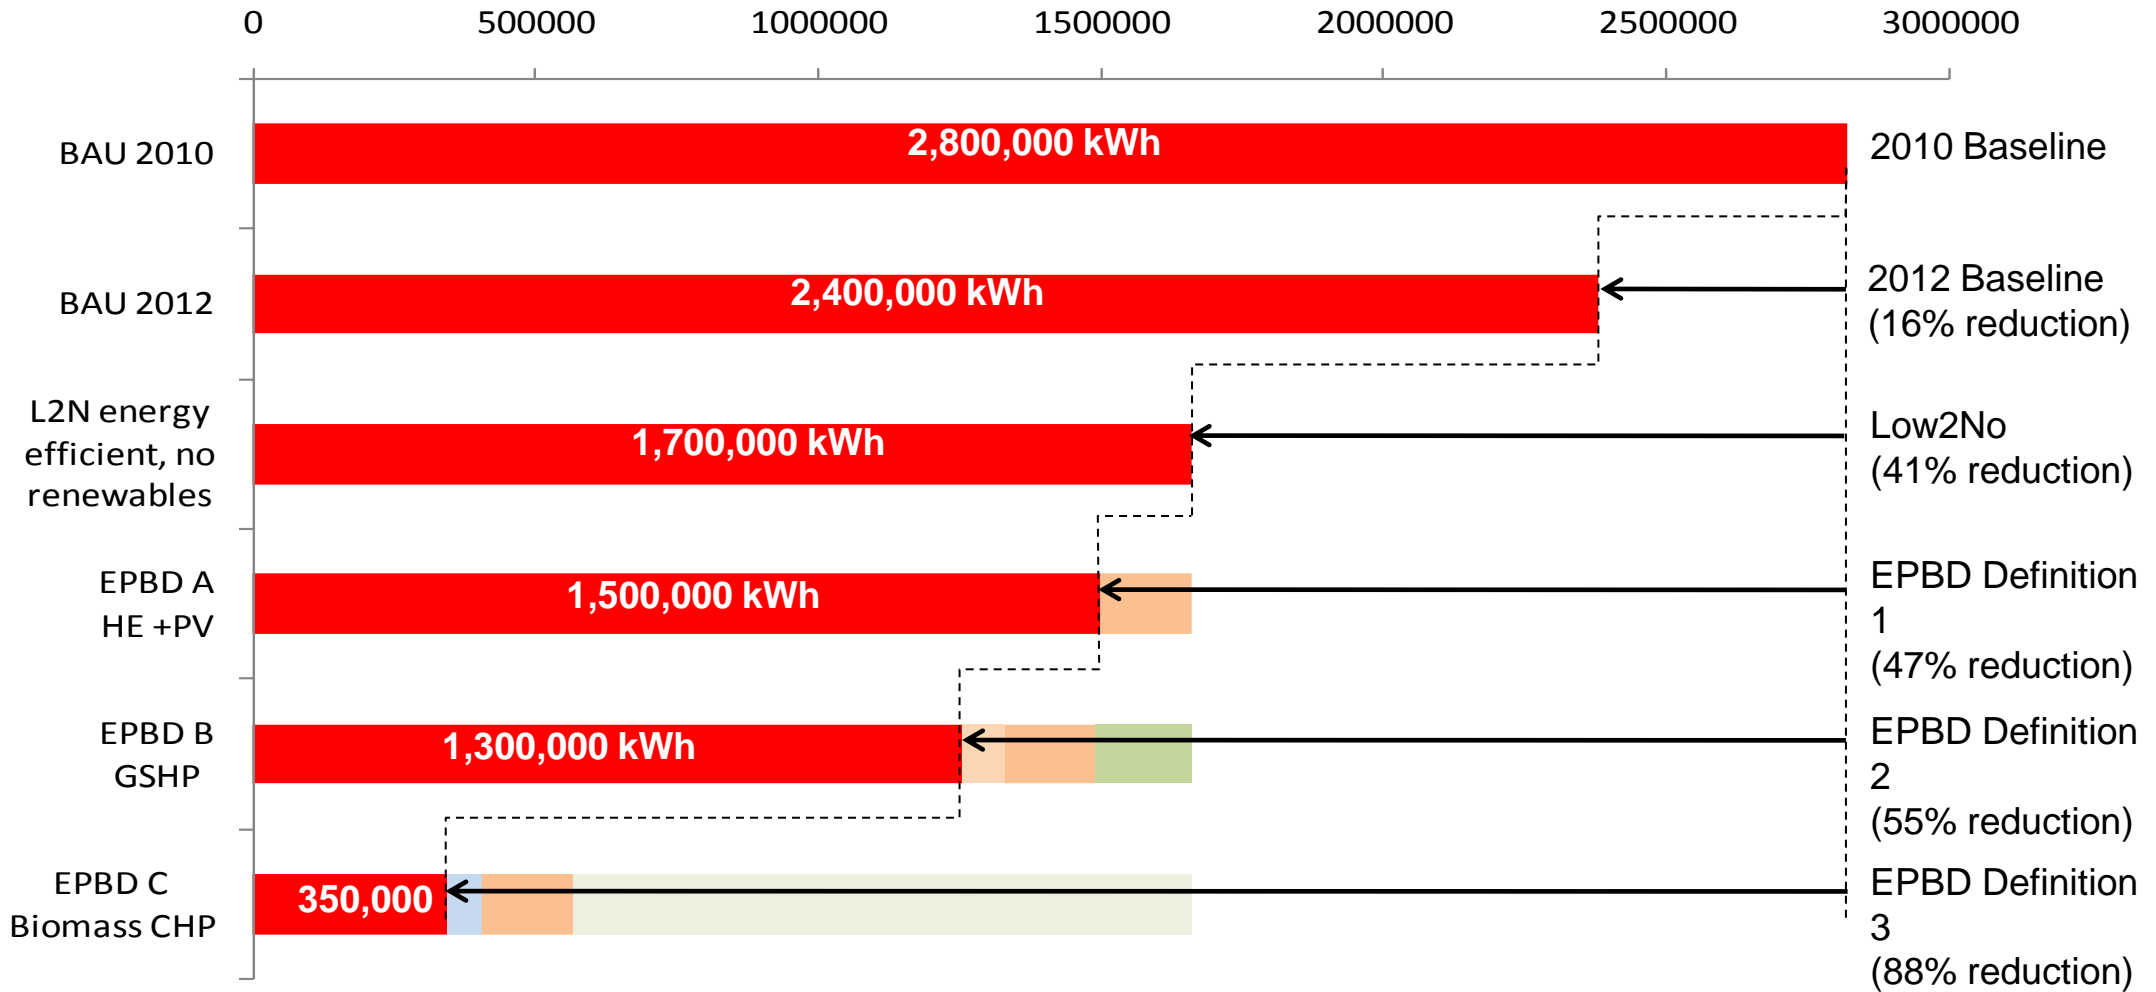 0 500000 1000000 1500000 2000000 2500000 3000000
BAU 2010
2,800,000 kWh
2010 Baseline
BAU 2012
2,400,000 kWh
2012 Baseline
(16% reduction)
L2N energy
efficient, no
renewables
1,700,000 kWh
Low2No
(41% reduction)
EPBD A
HE +PV
1,500,000 kWh
EPBD Definition
1
(47% reduction)
EPBD B
GSHP
1,300,000 kWh
EPBD Definition
2
(55% reduction)
EPBD C
Biomass CHP
350,000
EPBD Definition
3
(88% reduction)